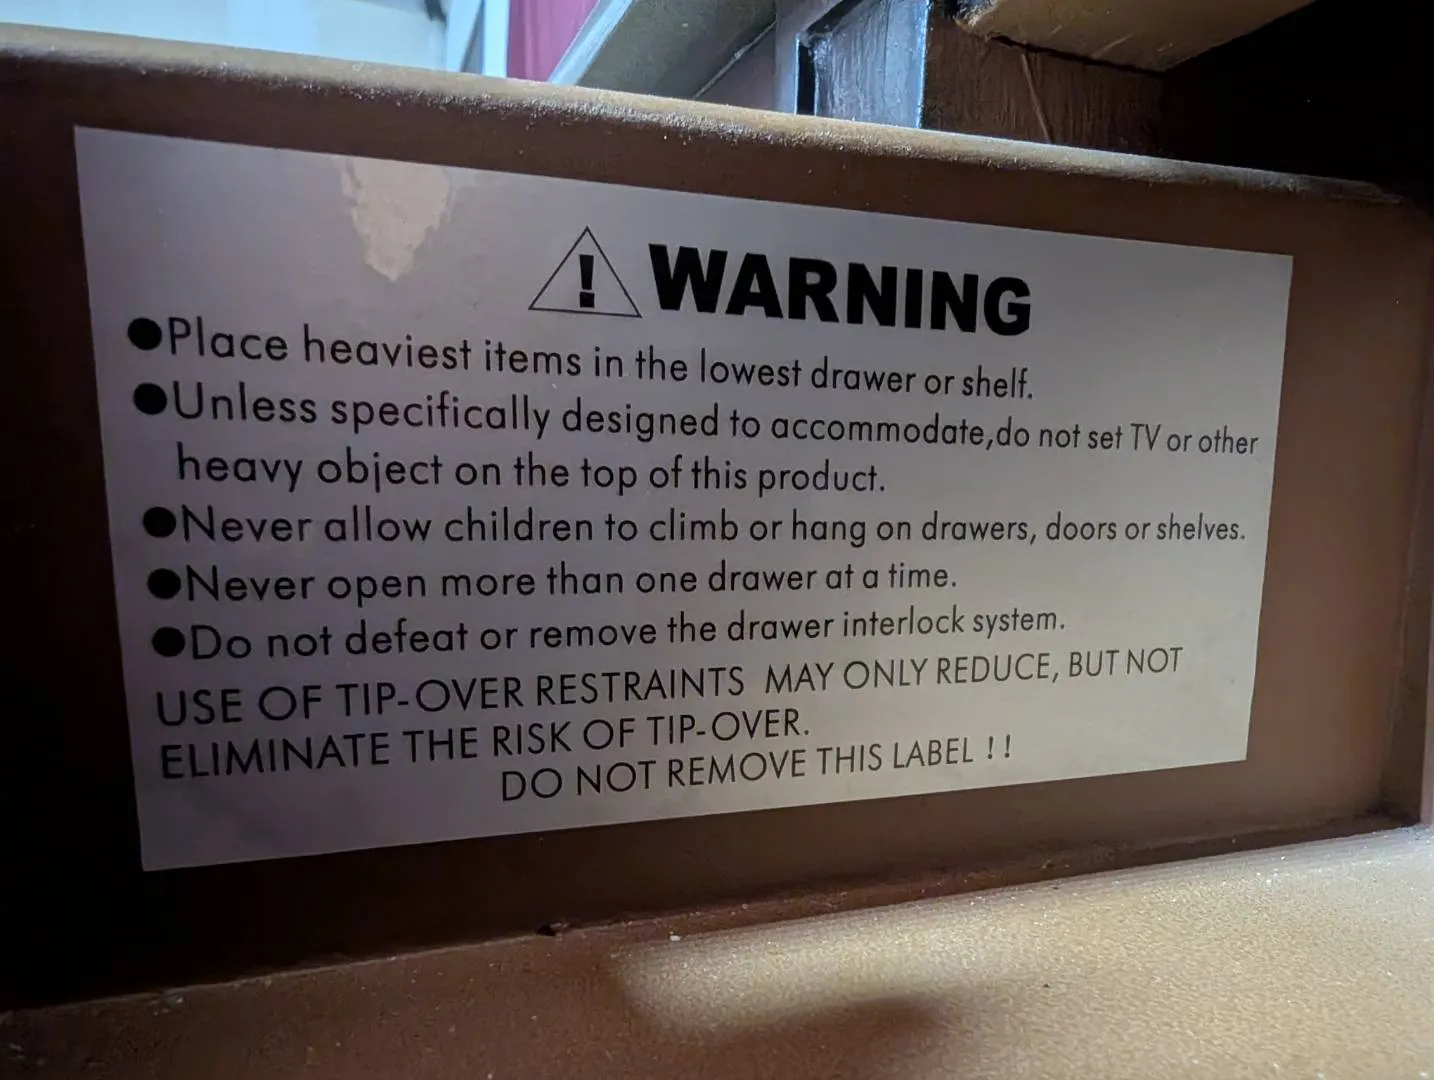 ! WARNING
●Place heaviest items in the lowest drawer or shelf.
●Unless specifically designed to accommodate,do not set TV or other
heavy object on the top of this product.
●Never allow children to climb or hang on drawers, doors or shelves.
●Never open more than one drawer at a time.
●Do not defeat or remove the drawer interlock system.
USE OF TIP-OVER RESTRAINTS MAY ONLY REDUCE, BUT NOT
ELIMINATE THE RISK OF TIP-OVER.
DO NOT REMOVE THIS LABEL ! !